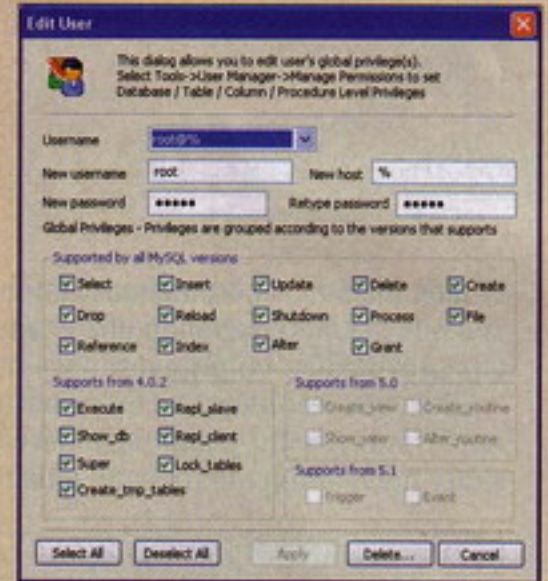 Edit User
This dialog allows you to edit user's global privilege(s).
Select Tools->User Manager->Manage Permissions to set
Database / Table / Column / Procedure Level Privileges
Username root@%
New username root New host %
New password ●●●●● Retype password ●●●●●
Global Privileges - Privileges are grouped according to the versions that supports
Supported by all MySQL versions
Select Insert Update Delete Create
Drop Reload Shutdown Process File
Reference Index Alter Grant
Supports from 4.0.2
Execute Repl_slave
Show_db Repl_client
Super Lock_tables
Create_tmp_tables
Supports from 5.0
Create_view Create_routine
Show_view Alter_routine
Supports from 5.1
Trigger Event
Select All Deselect All Apply Delete... Cancel